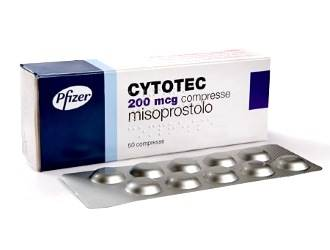 Pfizer
CYTOTEC
200 mcg compresse
misoprostolo
60 compresse